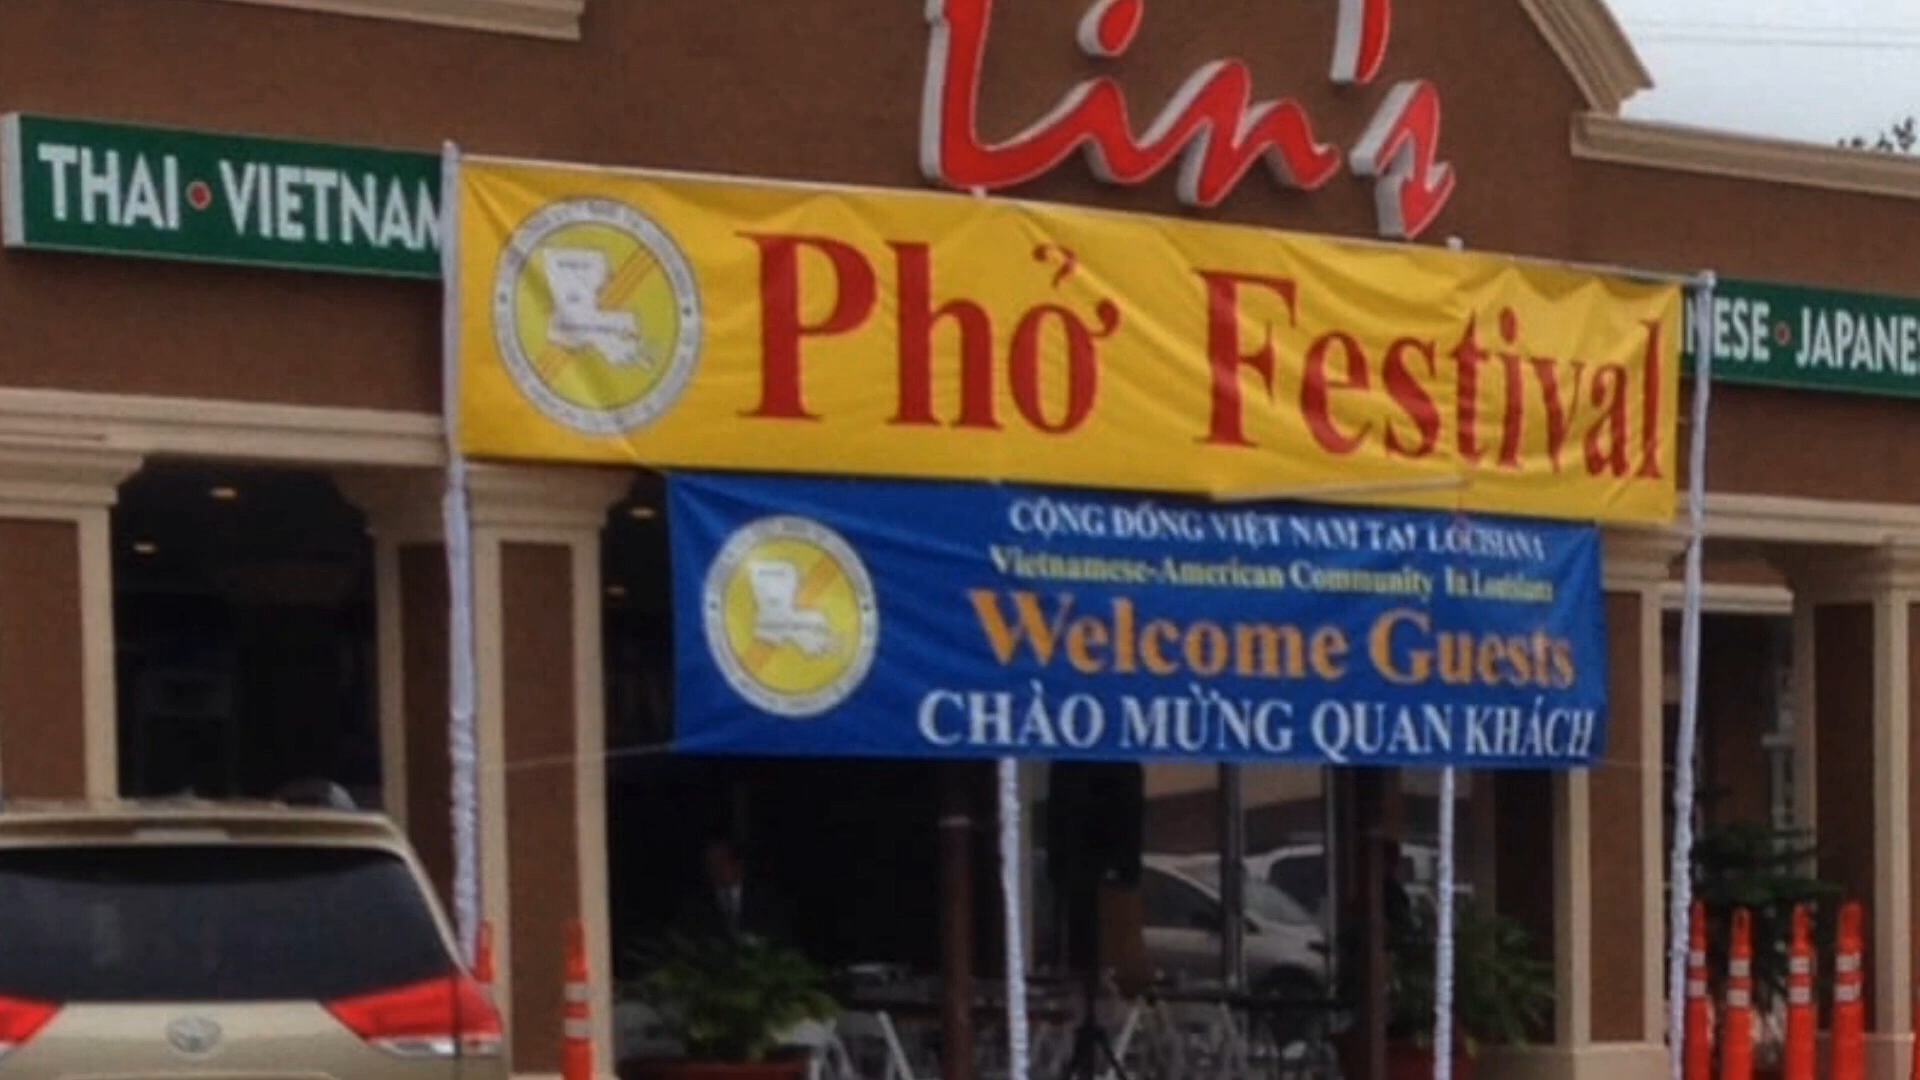 Lin's
THAI • VIETNAM
Phở Festival
NESE • JAPANE
CỘNG ĐỒNG VIỆT NAM TẠI LOUISIANA
Vietnamese-American Community In Louisiana
Welcome Guests
CHÀO MỪNG QUAN KHÁCH